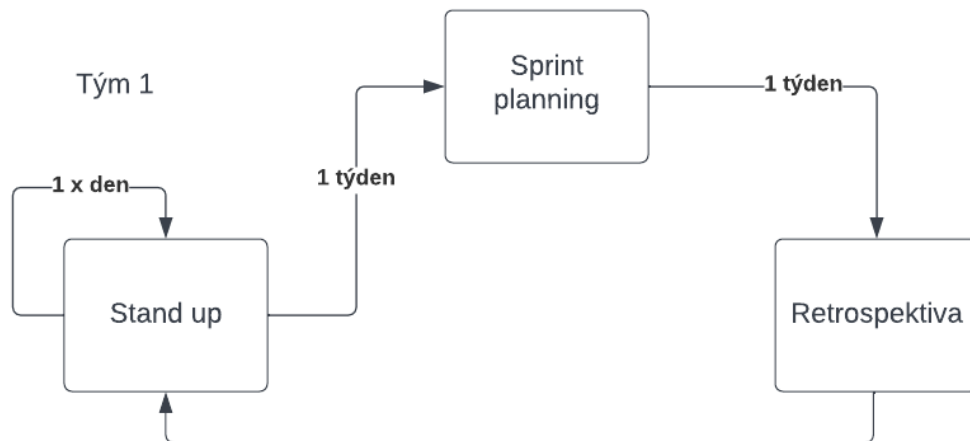 Sprint
planning
Tým 1
1 týden
1 x den
1 týden
Stand up
Retrospektiva